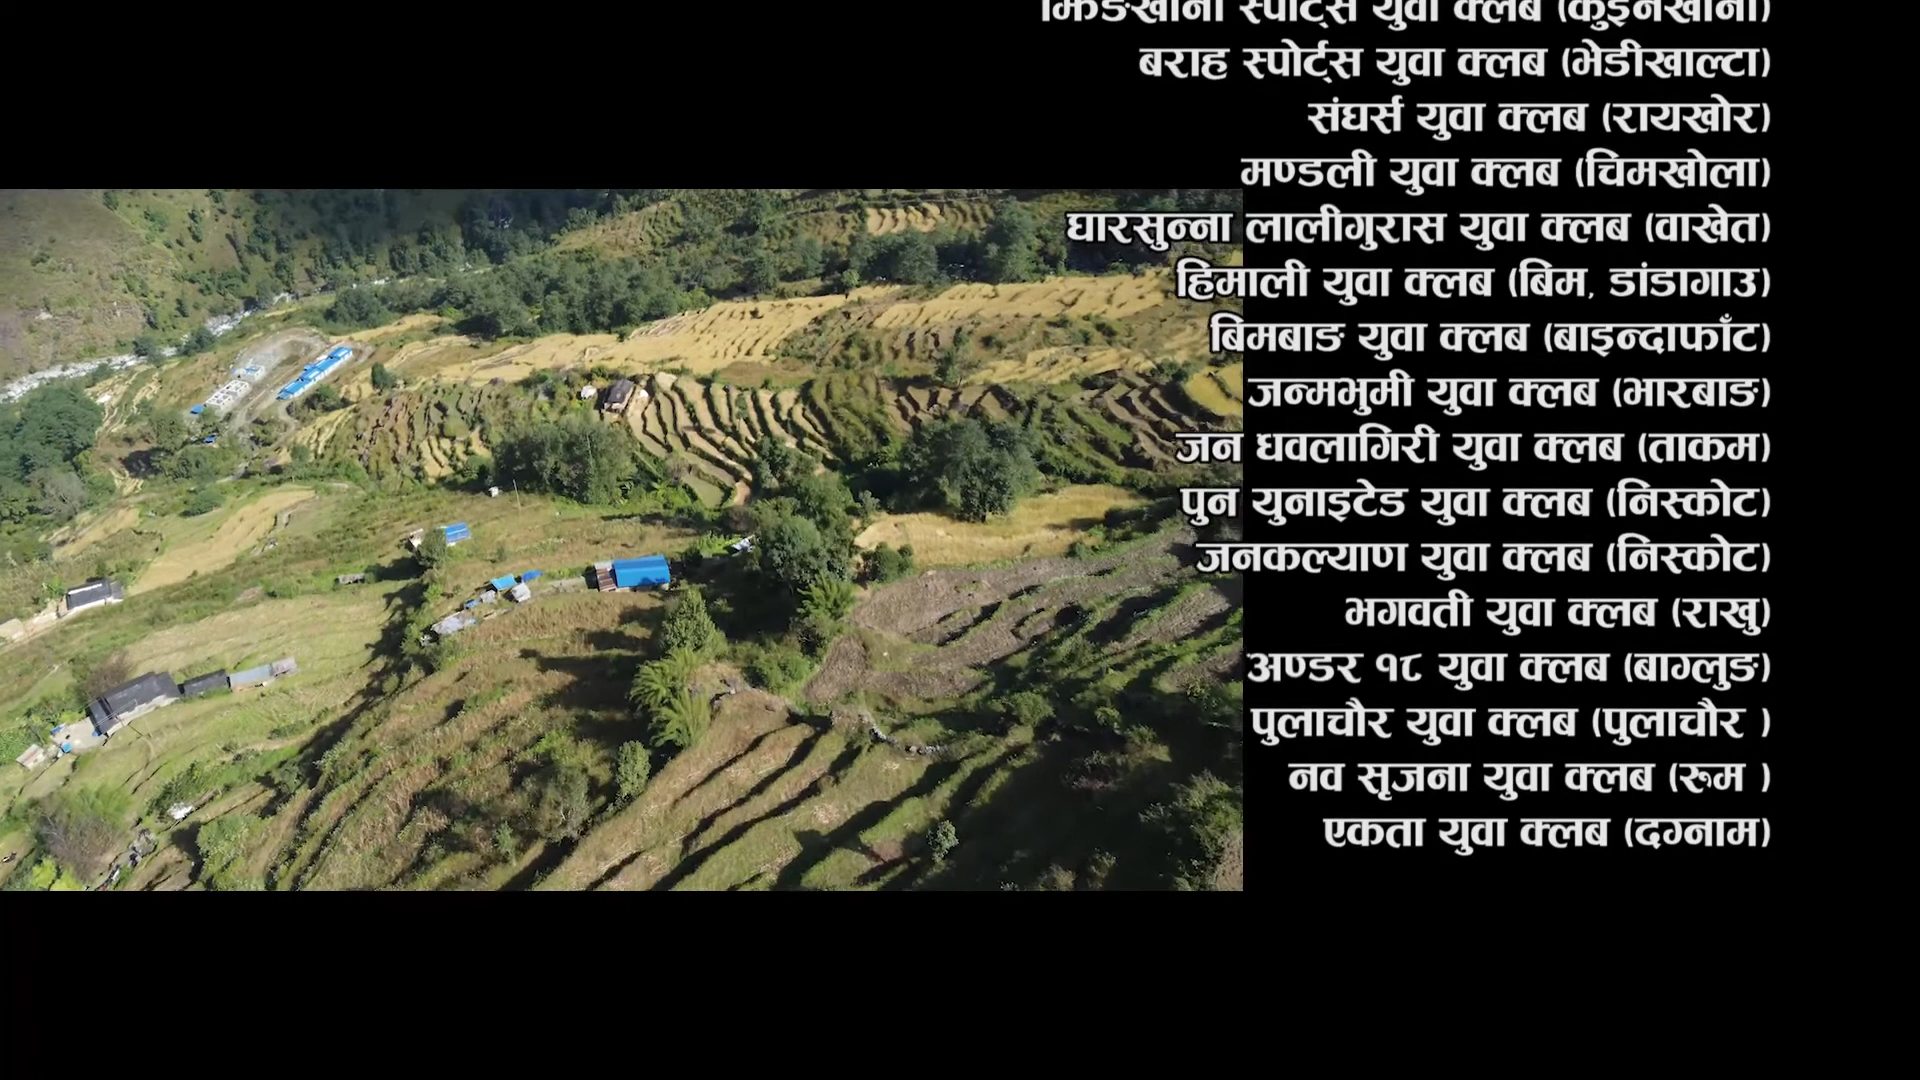 स्पोर्ट्स युवा क्लब (कुइनेखानी)
बराह स्पोर्ट्स युवा क्लब (भेडीखाल्टा)
संघर्स युवा क्लब (रायखोर)
मण्डली युवा क्लब (चिमखोला)
घारसुन्ना लालीगुरास युवा क्लब (वाखेत)
हिमाली युवा क्लब (बिम, डांडागाउ)
बिमबाङ युवा क्लब (बाइन्दाफाँट)
जन्मभुमी युवा क्लब (भारबाङ)
जन धवलागिरी युवा क्लब (ताकम)
पुन युनाइटेड युवा क्लब (निस्कोट)
जनकल्याण युवा क्लब (निस्कोट)
भगवती युवा क्लब (राखु)
अण्डर १८ युवा क्लब (बाग्लुङ)
पुलाचौर युवा क्लब (पुलाचौर )
नव सृजना युवा क्लब (रुम )
एकता युवा क्लब (दग्नाम)